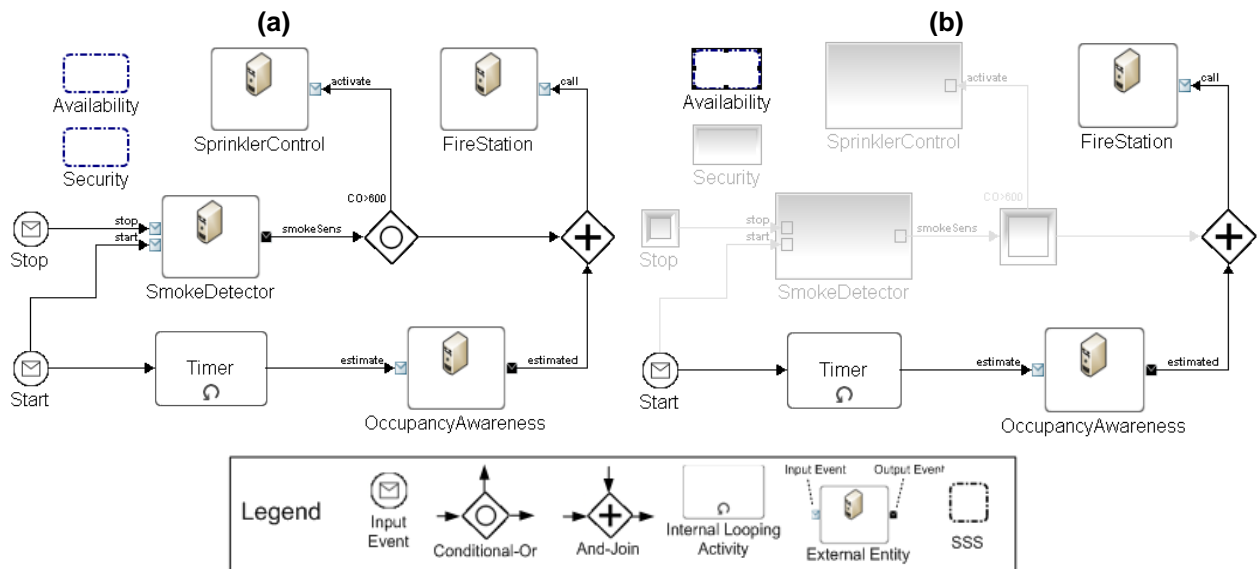 (a)
activate
call
Availability
SprinklerControl
FireStation
Security
CO>600
stop
start
smokeSens
Stop
SmokeDetector
Timer
estimate
estimated
Start
OccupancyAwareness
(b)
activate
call
Availability
SprinklerControl
FireStation
Security
CO>600
stop
start
smokeSens
Stop
SmokeDetector
Timer
estimate
estimated
Start
OccupancyAwareness
Legend
Input
Event
Conditional-Or
And-Join
Internal Looping
Activity
Input Event
Output Event
External Entity
SSS